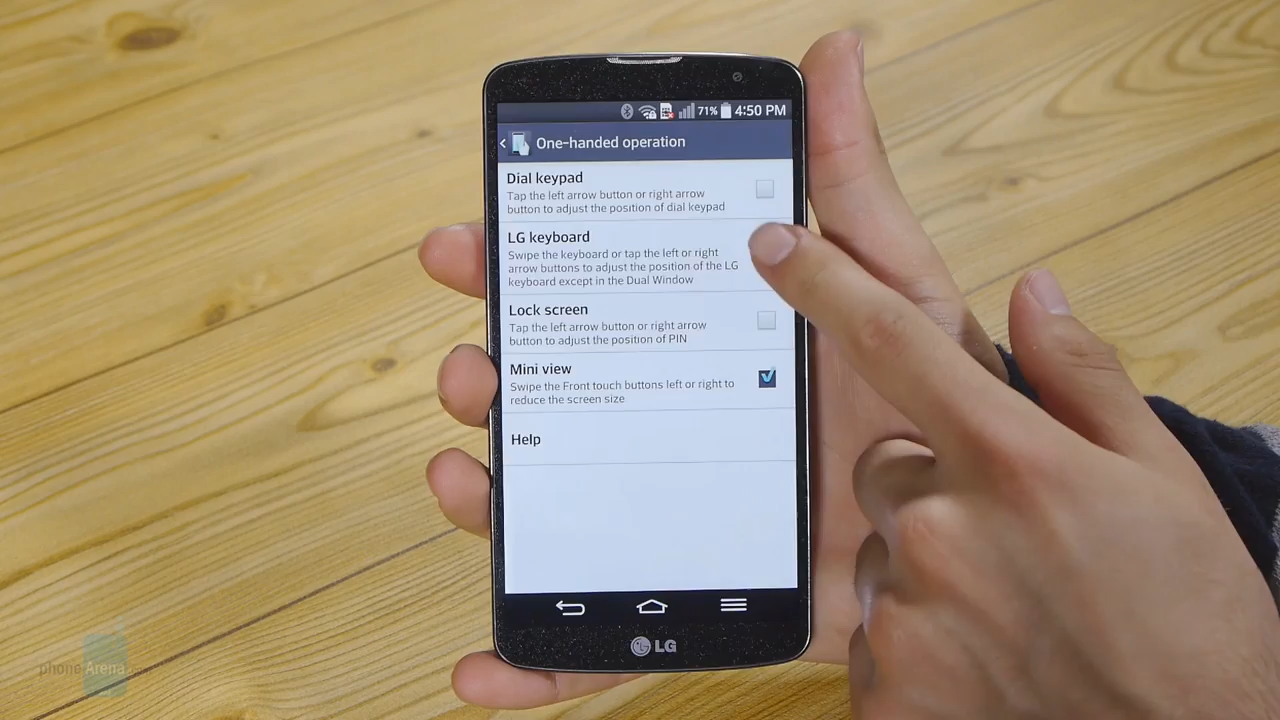 71% 4:50 PM
One-handed operation
Dial keypad
Tap the left arrow button or right arrow
button to adjust the position of dial keypad
LG keyboard
Swipe the keyboard or tap the left or right
arrow buttons to adjust the position of the LG
keyboard except in the Dual Window
Lock screen
Tap the left arrow button or right arrow
button to adjust the position of PIN
Mini view
Swipe the Front touch buttons left or right to
reduce the screen size
Help
LG
phoneArena